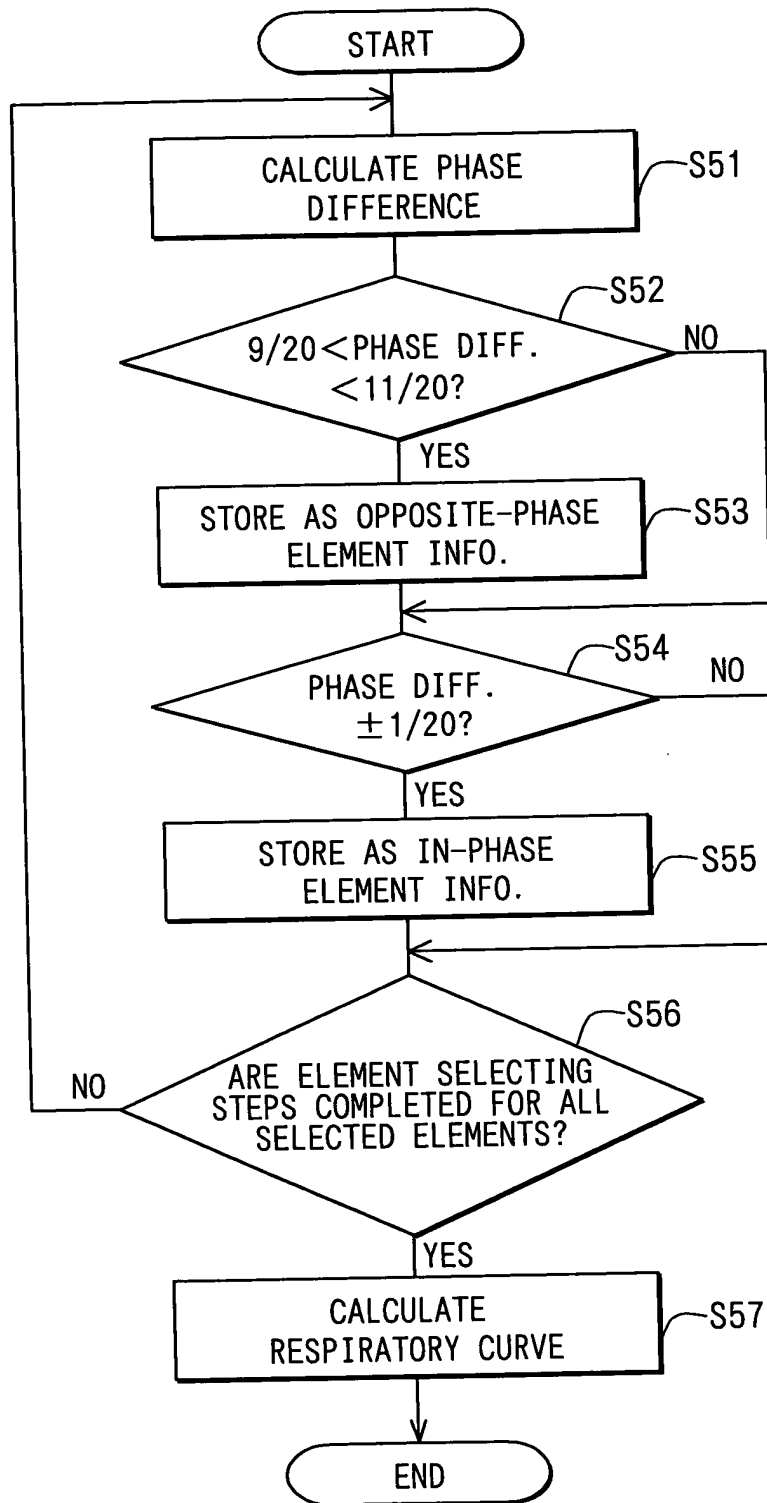 START
CALCULATE PHASE
DIFFERENCE
S51
S52
9/20<PHASE DIFF.
<11/20?
NO
YES
STORE AS OPPOSITE-PHASE
ELEMENT INFO.
S53
S54
PHASE DIFF.
±1/20?
NO
YES
STORE AS IN-PHASE
ELEMENT INFO.
S55
S56
ARE ELEMENT SELECTING
STEPS COMPLETED FOR ALL
SELECTED ELEMENTS?
NO
YES
CALCULATE
RESPIRATORY CURVE
S57
END